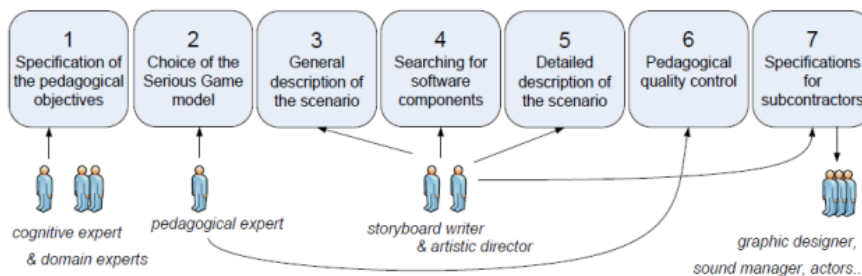 1
Specification of
the pedagogical
objectives
2
Choice of the
Serious Game
model
3
General
description of
the scenario
4
Searching for
software
components
5
Detailed
description of
the scenario
6
Pedagogical
quality control
7
Specifications
for
subcontractors
cognitive expert
& domain experts
pedagogical expert
storyboard writer
& artistic director
graphic designer,
sound manager, actors...